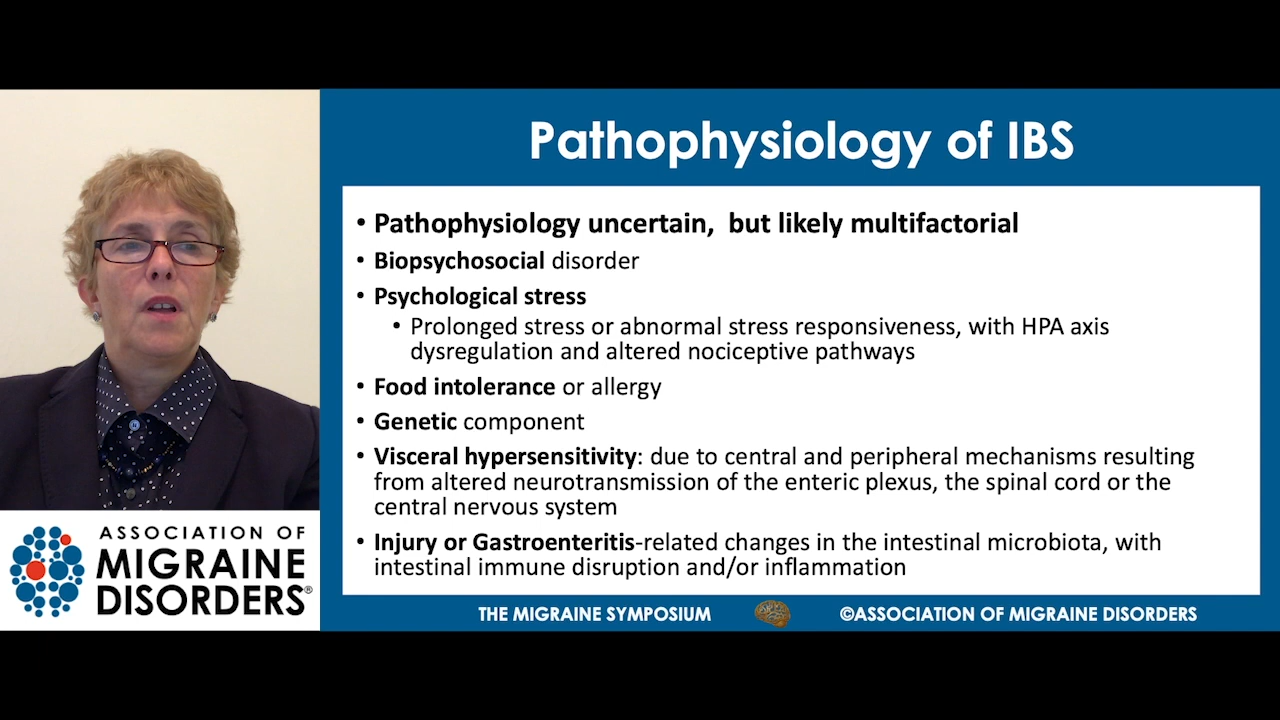 Pathophysiology of IBS
• Pathophysiology uncertain, but likely multifactorial
• Biopsychosocial disorder
• Psychological stress
• Prolonged stress or abnormal stress responsiveness, with HPA axis
dysregulation and altered nociceptive pathways
• Food intolerance or allergy
• Genetic component
• Visceral hypersensitivity: due to central and peripheral mechanisms resulting
from altered neurotransmission of the enteric plexus, the spinal cord or the
central nervous system
• Injury or Gastroenteritis-related changes in the intestinal microbiota, with
intestinal immune disruption and/or inflammation
ASSOCIATION OF
MIGRAINE
DISORDERS®
THE MIGRAINE SYMPOSIUM ©ASSOCIATION OF MIGRAINE DISORDERS